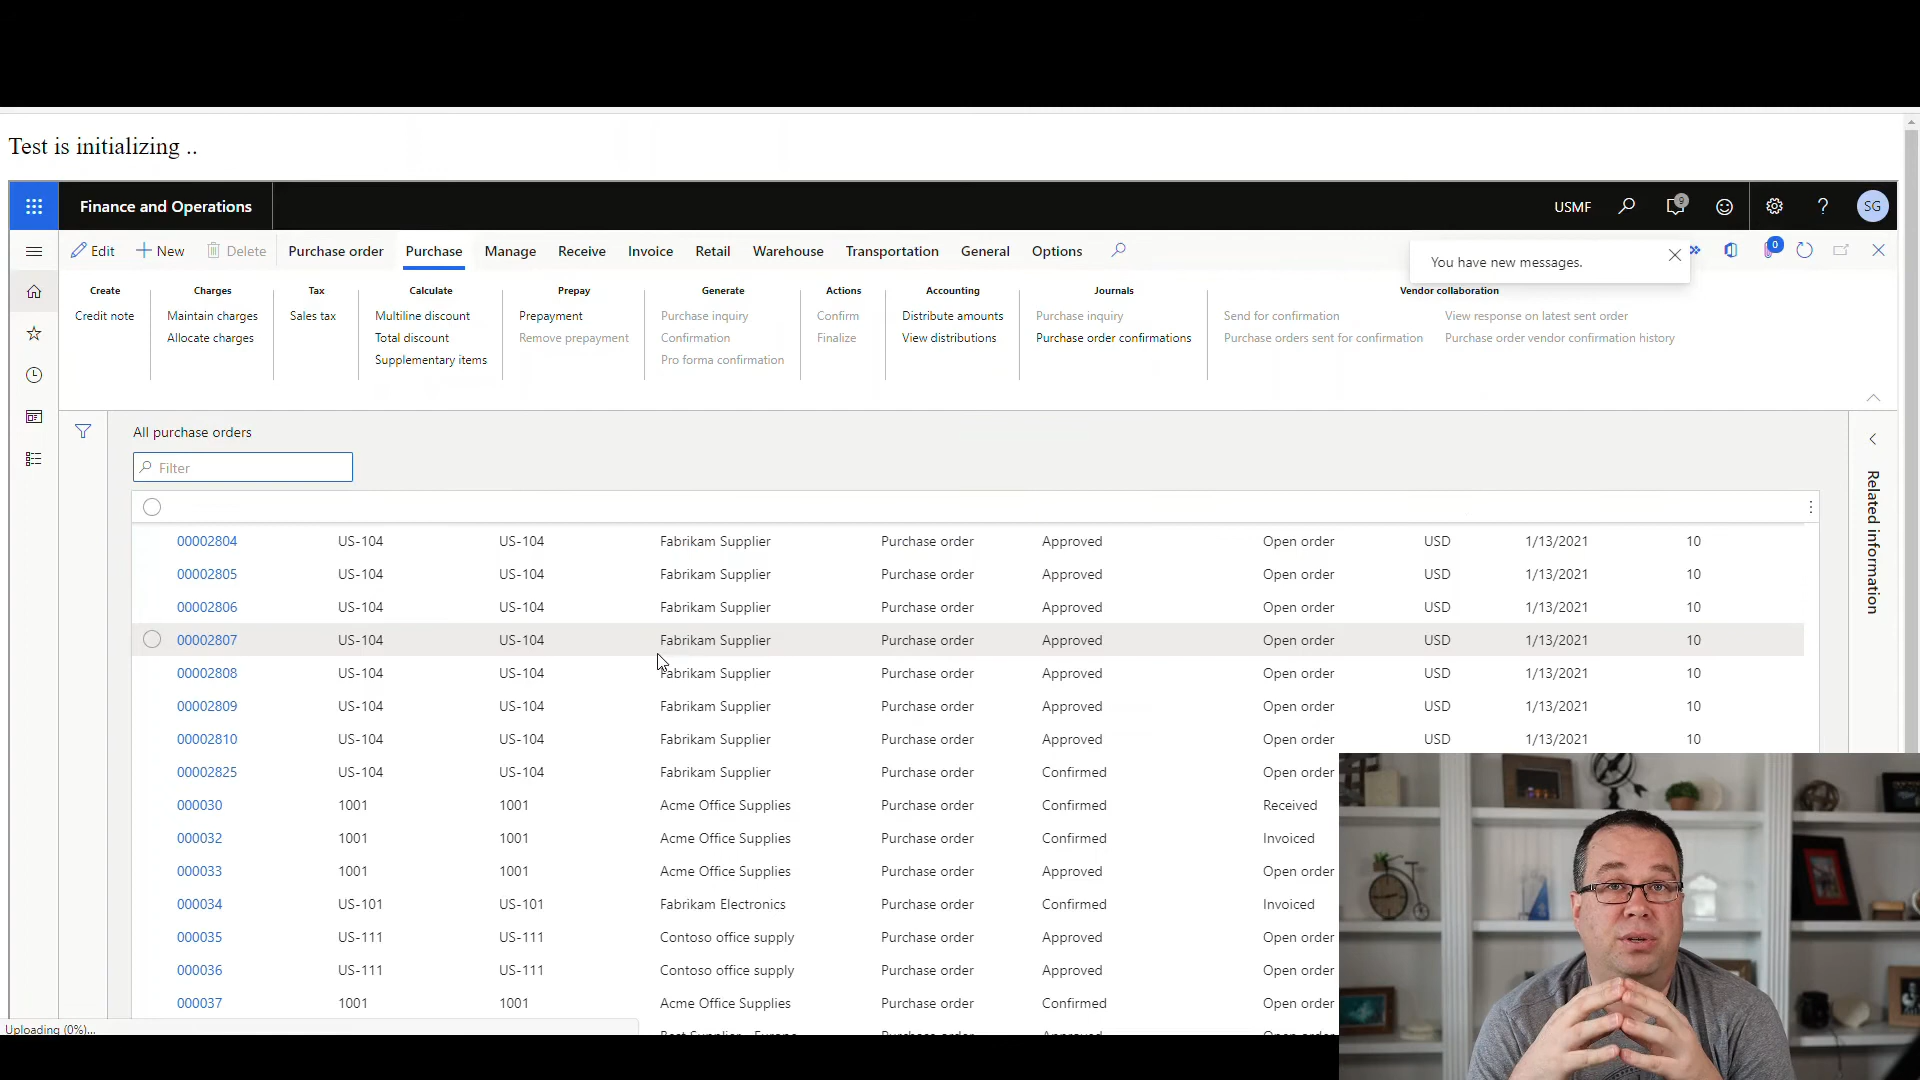 Test is initializing ..
Finance and Operations
USMF
9
?
SG
Edit
New
Delete
Purchase order
Purchase
Manage
Receive
Invoice
Retail
Warehouse
Transportation
General
Options
0
You have new messages.
Create
Credit note
Charges
Maintain charges
Allocate charges
Tax
Sales tax
Calculate
Multiline discount
Total discount
Supplementary items
Prepay
Prepayment
Remove prepayment
Generate
Purchase inquiry
Confirmation
Pro forma confirmation
Actions
Confirm
Finalize
Accounting
Distribute amounts
View distributions
Journals
Purchase inquiry
Purchase order confirmations
Vendor collaboration
Send for confirmation
Purchase orders sent for confirmation
View response on latest sent order
Purchase order vendor confirmation history
All purchase orders
Filter
Related information
00002804 US-104 US-104 Fabrikam Supplier Purchase order Approved Open order USD 1/13/2021 10
00002805 US-104 US-104 Fabrikam Supplier Purchase order Approved Open order USD 1/13/2021 10
00002806 US-104 US-104 Fabrikam Supplier Purchase order Approved Open order USD 1/13/2021 10
00002807 US-104 US-104 Fabrikam Supplier Purchase order Approved Open order USD 1/13/2021 10
00002808 US-104 US-104 Fabrikam Supplier Purchase order Approved Open order USD 1/13/2021 10
00002809 US-104 US-104 Fabrikam Supplier Purchase order Approved Open order USD 1/13/2021 10
00002810 US-104 US-104 Fabrikam Supplier Purchase order Approved Open order USD 1/13/2021 10
00002825 US-104 US-104 Fabrikam Supplier Purchase order Confirmed Open order
000030 1001 1001 Acme Office Supplies Purchase order Confirmed Received
000032 1001 1001 Acme Office Supplies Purchase order Confirmed Invoiced
000033 1001 1001 Acme Office Supplies Purchase order Approved Open order
000034 US-101 US-101 Fabrikam Electronics Purchase order Confirmed Invoiced
000035 US-111 US-111 Contoso office supply Purchase order Approved Open order
000036 US-111 US-111 Contoso office supply Purchase order Approved Open order
000037 1001 1001 Acme Office Supplies Purchase order Confirmed Open order
Uploading (0%)...